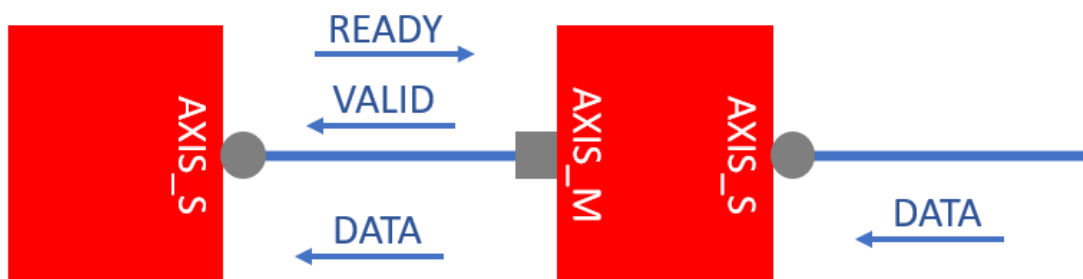 READY
VALID
DATA
AXIS_S
AXIS_M
AXIS_S
DATA